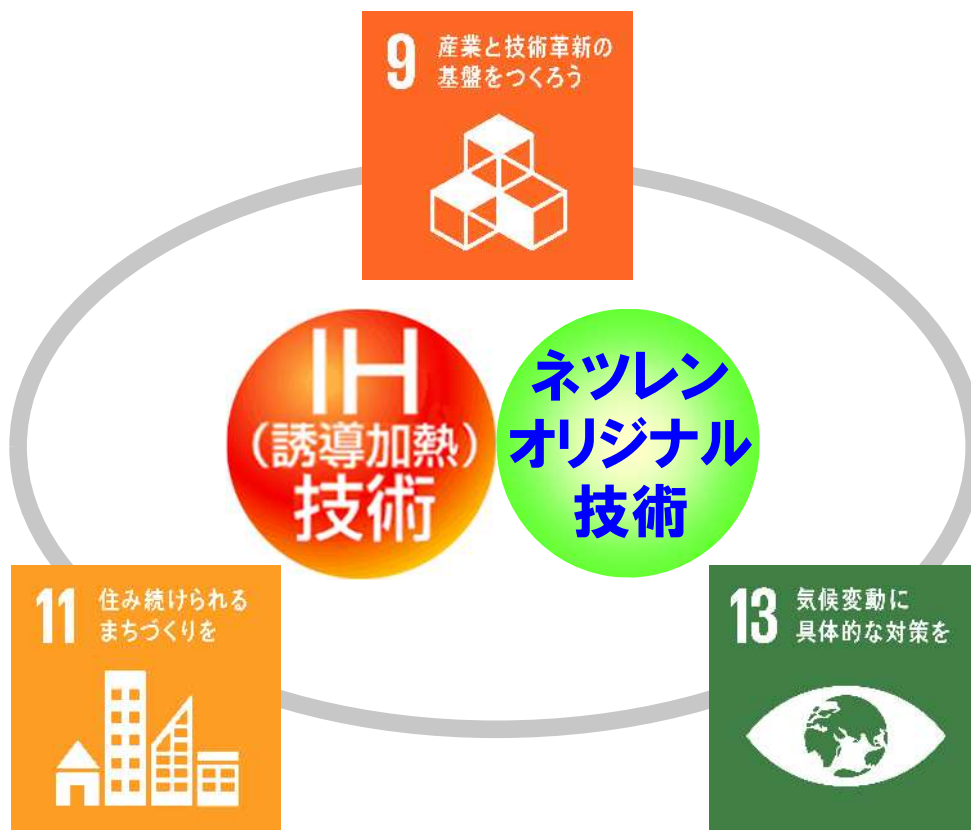 9 産業と技術革新の
基盤をつくろう
IH
(誘導加熱)
技術
ネツレン
オリジナル
技術
11 住み続けられる
まちづくりを
13 気候変動に
具体的な対策を